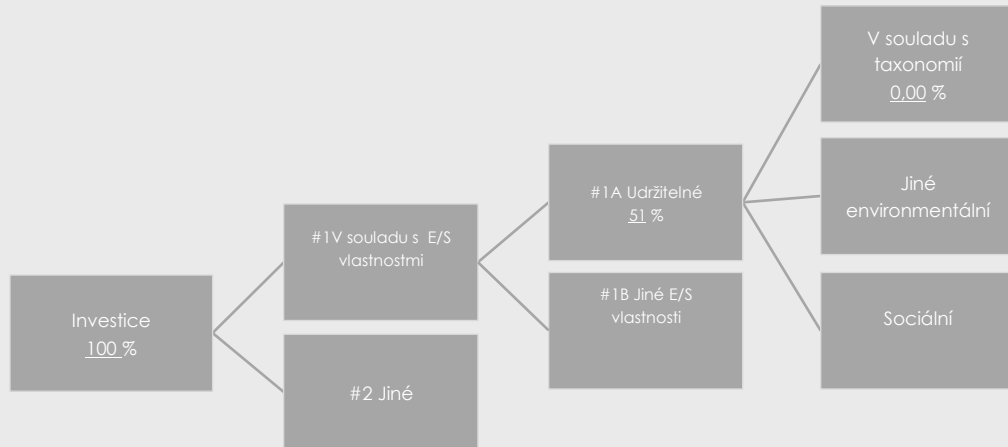 Investice
100 %
#1V souladu s E/S
vlastnostmi
#2 Jiné
#1A Udržitelné
51 %
#1B Jiné E/S
vlastnosti
V souladu s
taxonomií
0,00 %
Jiné
environmentální
Sociální